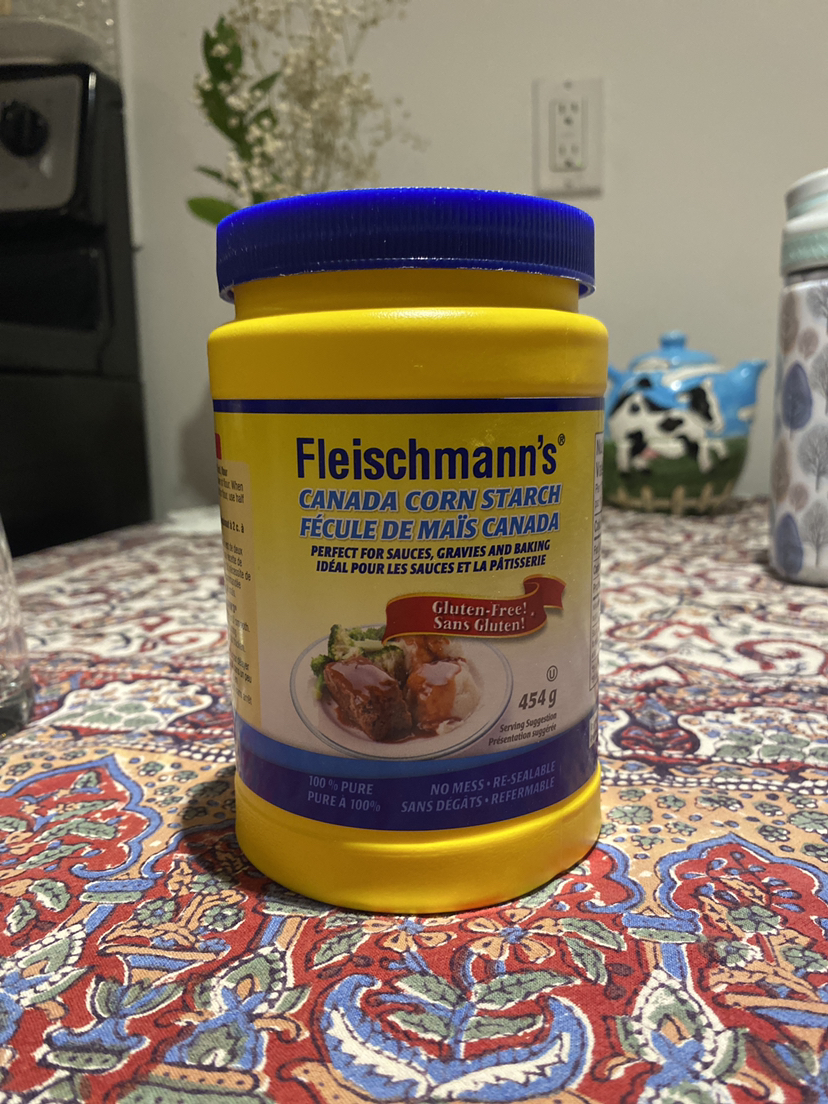 Fleischmann's®
CANADA CORN STARCH
FÉCULE DE MAÏS CANADA
PERFECT FOR SAUCES, GRAVIES AND BAKING
IDÉAL POUR LES SAUCES ET LA PÂTISSERIE
Gluten-Free!
Sans Gluten!
U
454 g
Serving Suggestion
Présentation suggérée
100 % PURE
PURE À 100%
NO MESS • RE-SEALABLE
SANS DÉGÂTS • REFERMABLE